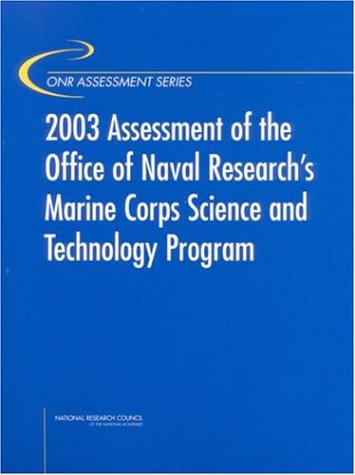 ONR ASSESSMENT SERIES
2003 Assessment of the
Office of Naval Research's
Marine Corps Science and
Technology Program
NATIONAL RESEARCH COUNCIL
OF THE NATIONAL ACADEMIES